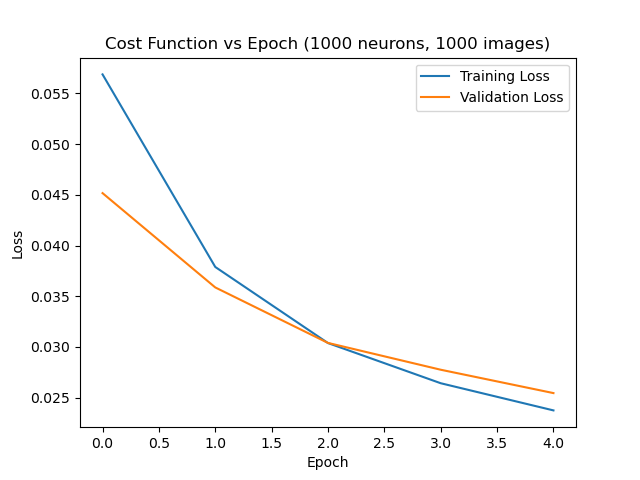 Cost Function vs Epoch (1000 neurons, 1000 images)
Training Loss
Validation Loss
0.055
0.050
0.045
0.040
0.035
0.030
0.025
Loss
0.0 0.5 1.0 1.5 2.0 2.5 3.0 3.5 4.0
Epoch